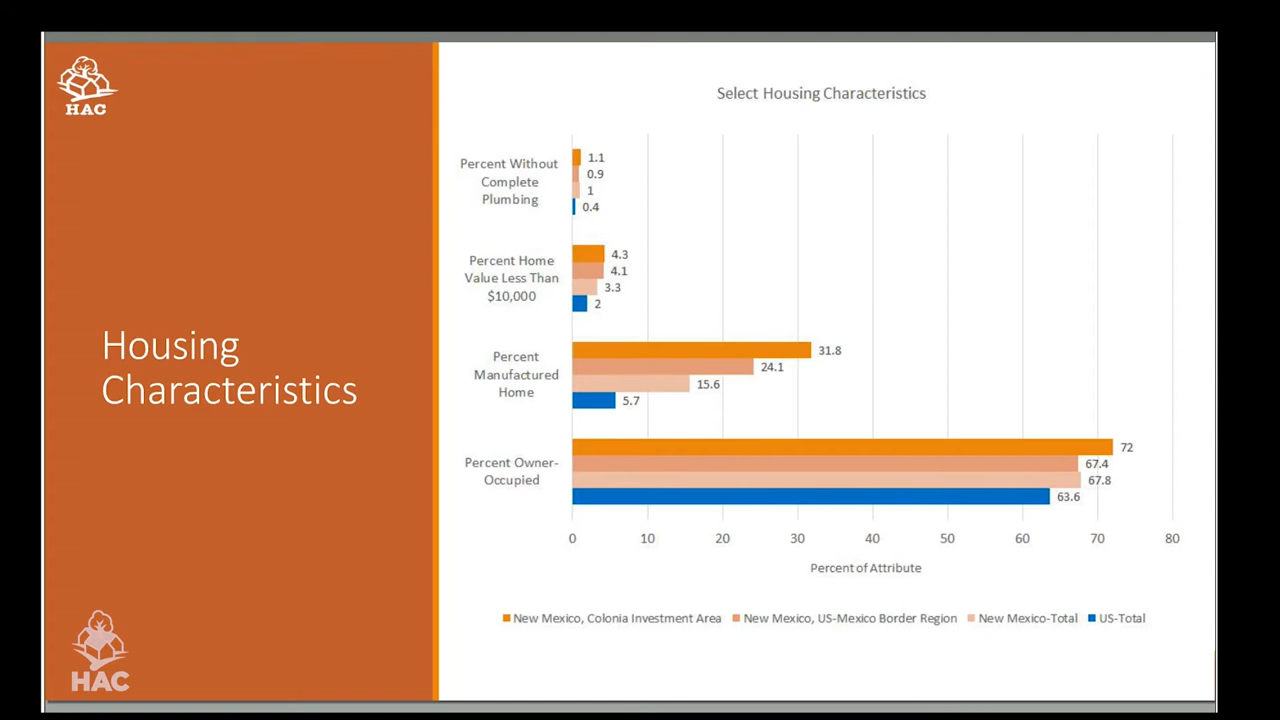 HAC
Housing
Characteristics
HAC
Select Housing Characteristics
Percent Without
Complete
Plumbing
1.1
0.9
1
0.4
Percent Home
Value Less Than
$10,000
4.3
4.1
3.3
2
Percent
Manufactured
Home
31.8
24.1
15.6
5.7
Percent Owner-
Occupied
72
67.4
67.8
63.6
0 10 20 30 40 50 60 70 80
Percent of Attribute
New Mexico, Colonia Investment Area New Mexico, US-Mexico Border Region New Mexico-Total US-Total